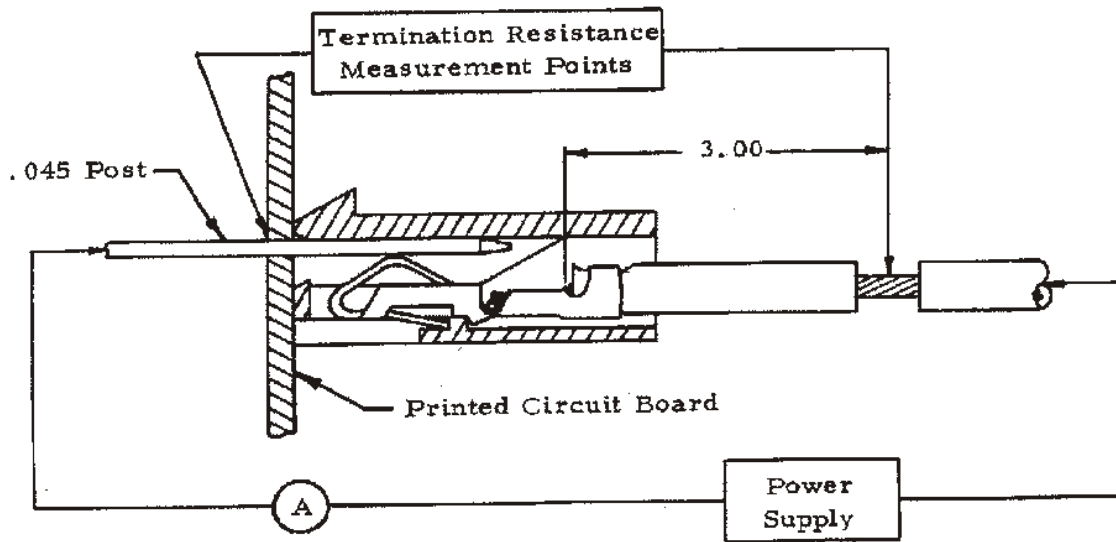 Termination Resistance
Measurement Points
3.00
.045 Post
Printed Circuit Board
A
Power
Supply